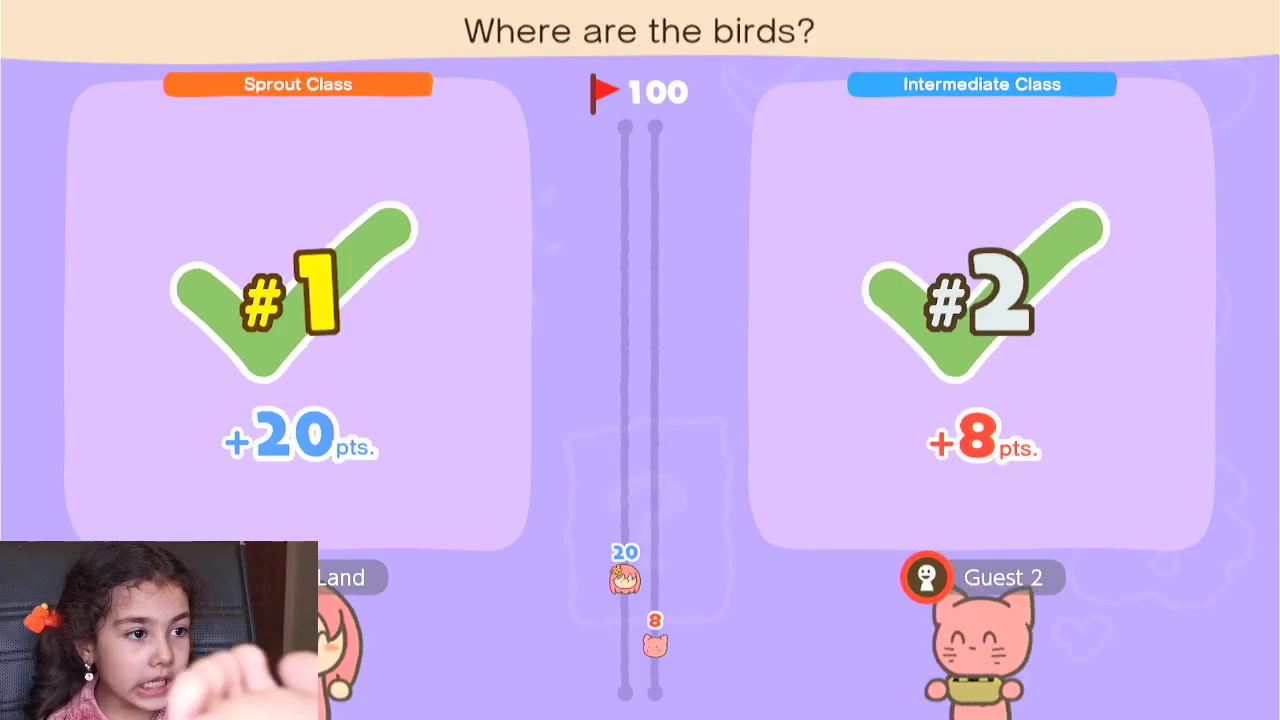 Where are the birds?
Sprout Class
100
Intermediate Class
#1
#2
+20pts.
+8pts.
20
8
Land
Guest 2